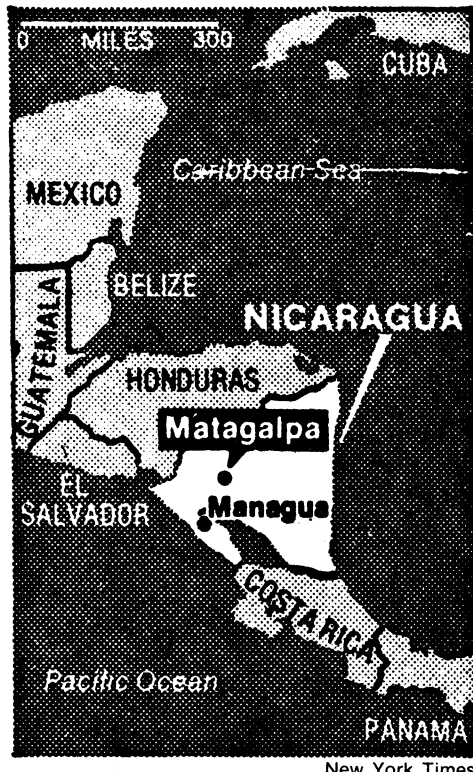 0 MILES 300
CUBA
Caribbean Sea
MEXICO
BELIZE
NICARAGUA
GUATEMALA
HONDURAS
Matagalpa
EL
SALVADOR
Managua
COSTA RICA
Pacific Ocean
PANAMA
New York Times